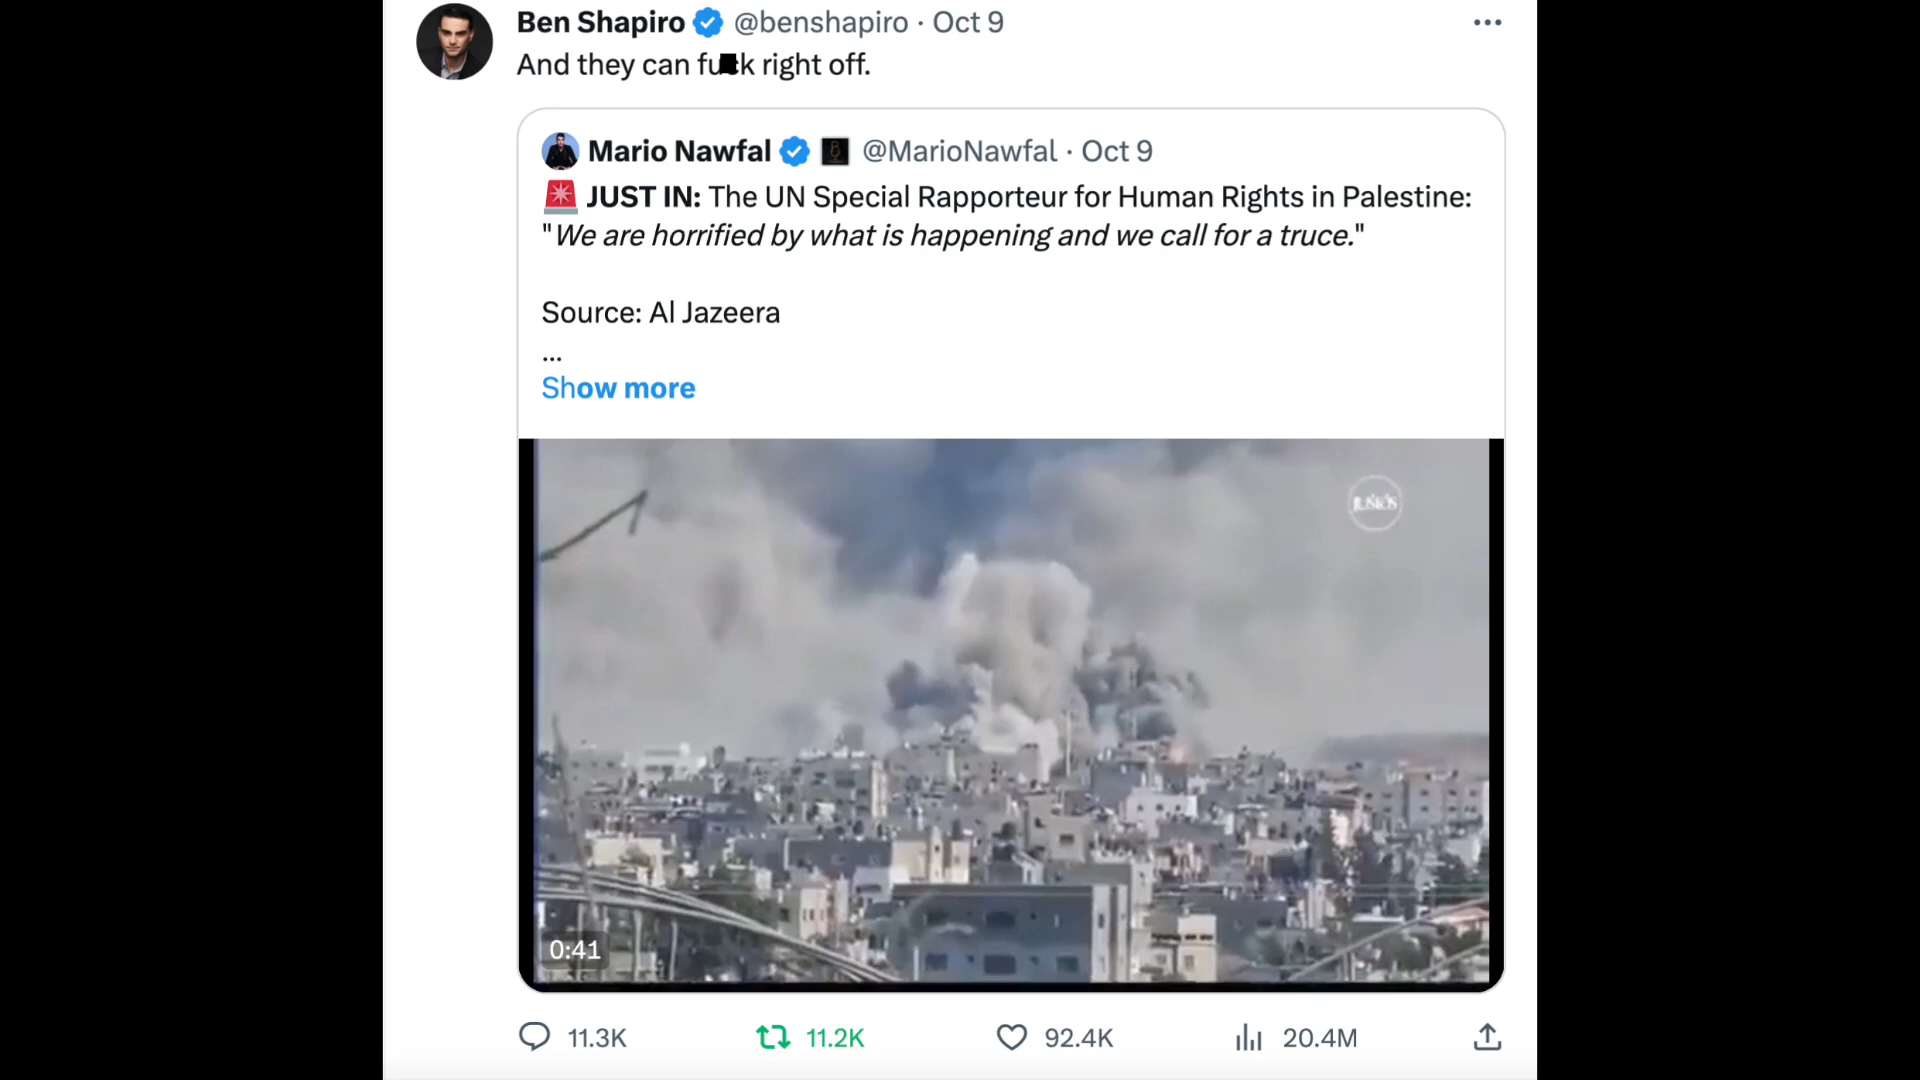 Ben Shapiro @benshapiro · Oct 9
And they can fu k right off.
Mario Nawfal @MarioNawfal · Oct 9
JUST IN: The UN Special Rapporteur for Human Rights in Palestine:
"We are horrified by what is happening and we call for a truce."
Source: Al Jazeera
...
Show more
0:41
11.3K 11.2K 92.4K 20.4M